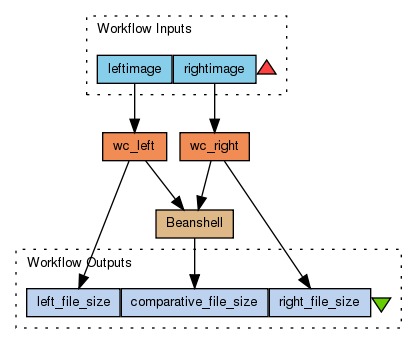 Workflow Inputs
leftimage rightimage
wc_left wc_right
Beanshell
Workflow Outputs
left_file_size comparative_file_size right_file_size